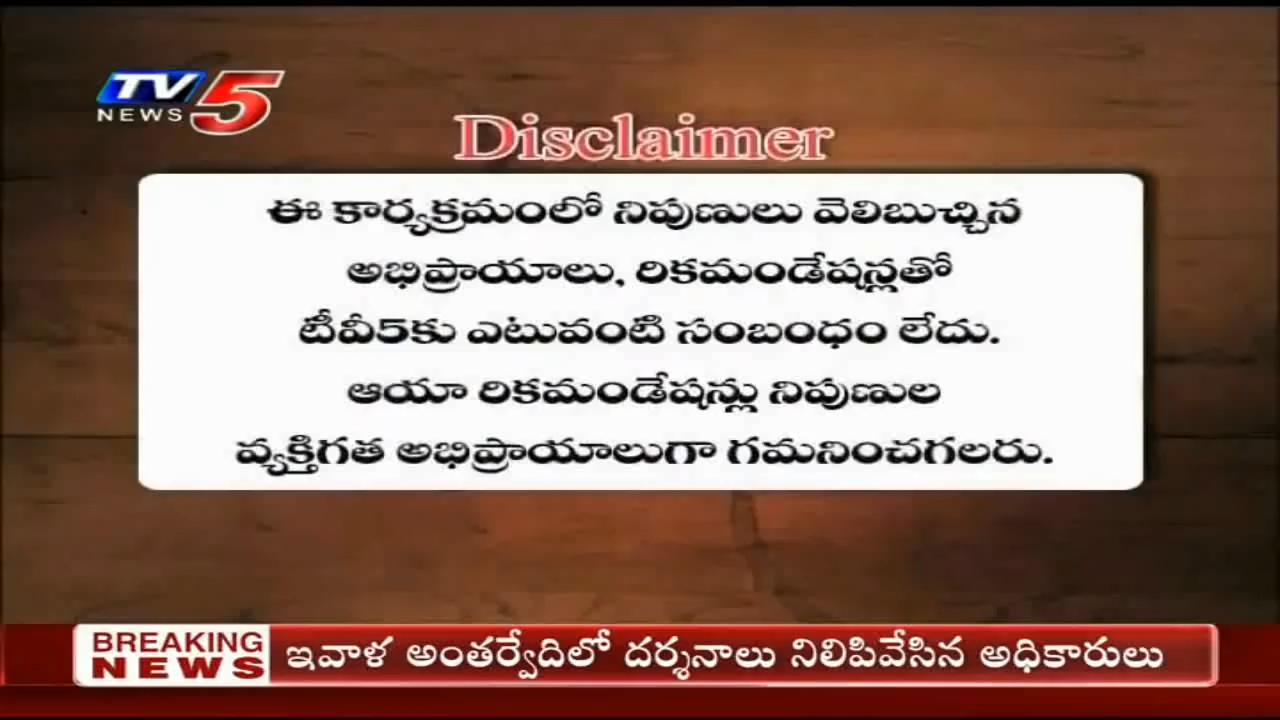 TV5
NEWS
Disclaimer
ఈ కార్యక్రమంలో నిపుణులు వెలిబుచ్చిన
అభిప్రాయాలు, రికమండేషన్లతో
టీవీ5కు ఎటువంటి సంబంధం లేదు.
ఆయా రికమండేషన్లు నిపుణుల
వ్యక్తిగత అభిప్రాయాలుగా గమనించగలరు.
BREAKING
NEWS
ఇవాళ అంతర్వేదిలో దర్శనాలు నిలిపివేసిన అధికారులు